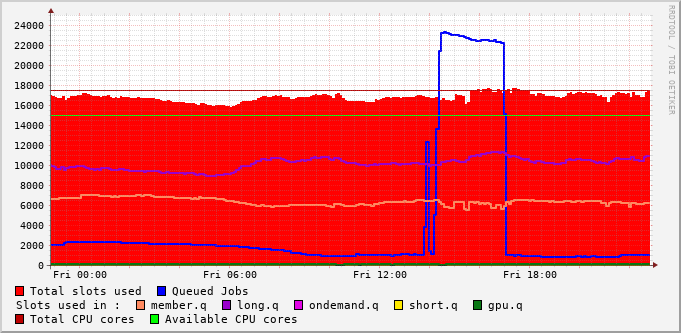 RRDTOOL / TOBI OETIKER
24000
22000
20000
18000
16000
14000
12000
10000
8000
6000
4000
2000
0
Fri 00:00 Fri 06:00 Fri 12:00 Fri 18:00
Total slots used Queued Jobs
Slots used in : member.q long.q ondemand.q short.q gpu.q
Total CPU cores Available CPU cores